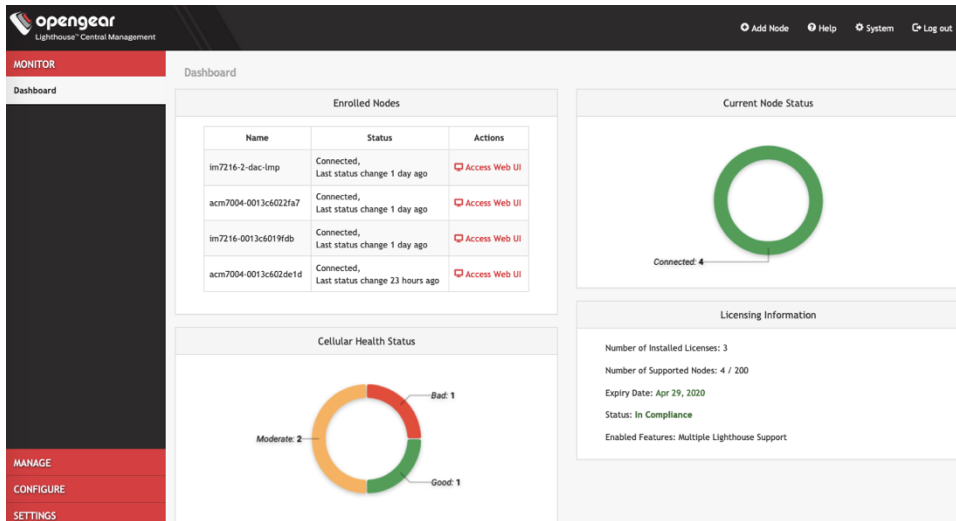 opengear
Lighthouse™ Central Management
Add Node
Help
System
Log out
MONITOR
Dashboard
MANAGE
CONFIGURE
SETTINGS
Dashboard
Enrolled Nodes
Name Status Actions
im7216-2-dac-lmp
Connected,
Last status change 1 day ago
Access Web UI
acm7004-0013c6022fa7
Connected,
Last status change 1 day ago
Access Web UI
im7216-0013c6019fdb
Connected,
Last status change 1 day ago
Access Web UI
acm7004-0013c602de1d
Connected,
Last status change 23 hours ago
Access Web UI
Cellular Health Status
Bad: 1
Moderate: 2
Good: 1
Current Node Status
Connected: 4
Licensing Information
Number of Installed Licenses: 3
Number of Supported Nodes: 4 / 200
Expiry Date: Apr 29, 2020
Status: In Compliance
Enabled Features: Multiple Lighthouse Support